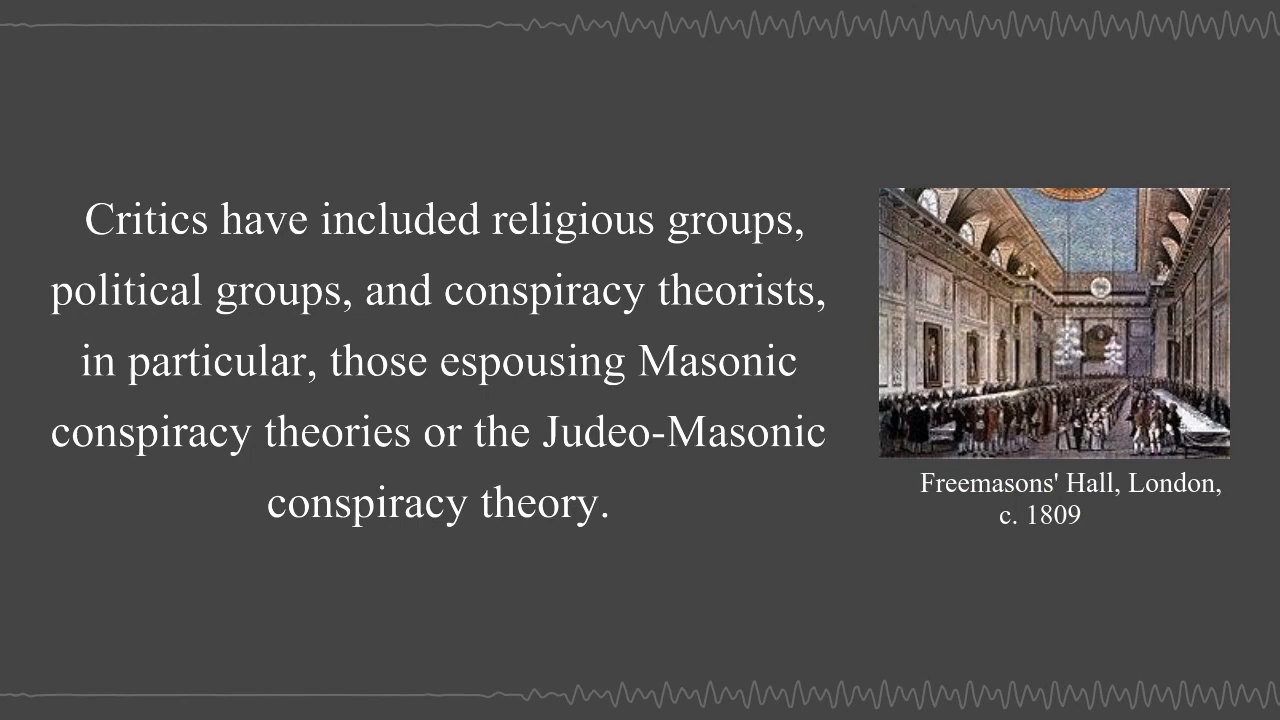 Critics have included religious groups,
political groups, and conspiracy theorists,
in particular, those espousing Masonic
conspiracy theories or the Judeo-Masonic
conspiracy theory.
Freemasons' Hall, London,
c. 1809